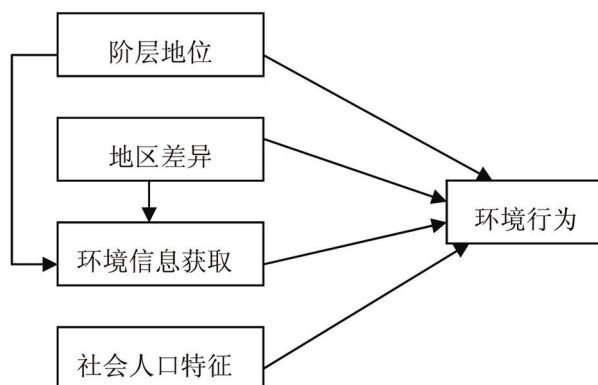 阶层地位
地区差异
环境行为
环境信息获取
社会人口特征